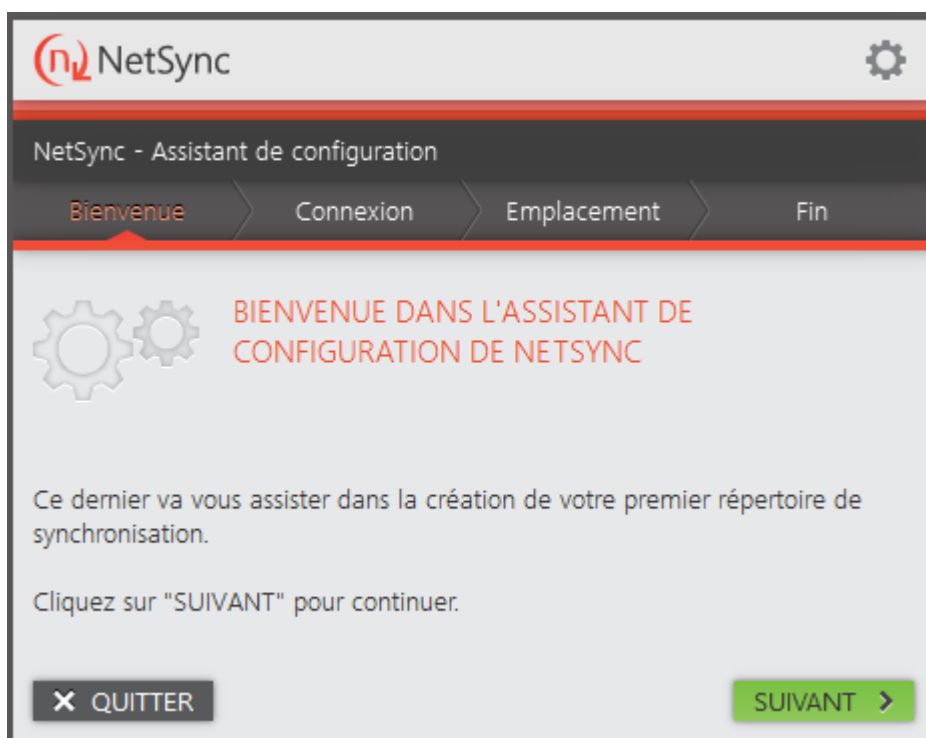 NetSync
NetSync - Assistant de configuration
Bienvenue
Connexion
Emplacement
Fin
BIENVENUE DANS L'ASSISTANT DE
CONFIGURATION DE NETSYNC
Ce dernier va vous assister dans la création de votre premier répertoire de
synchronisation.
Cliquez sur "SUIVANT" pour continuer.
QUITTER
SUIVANT